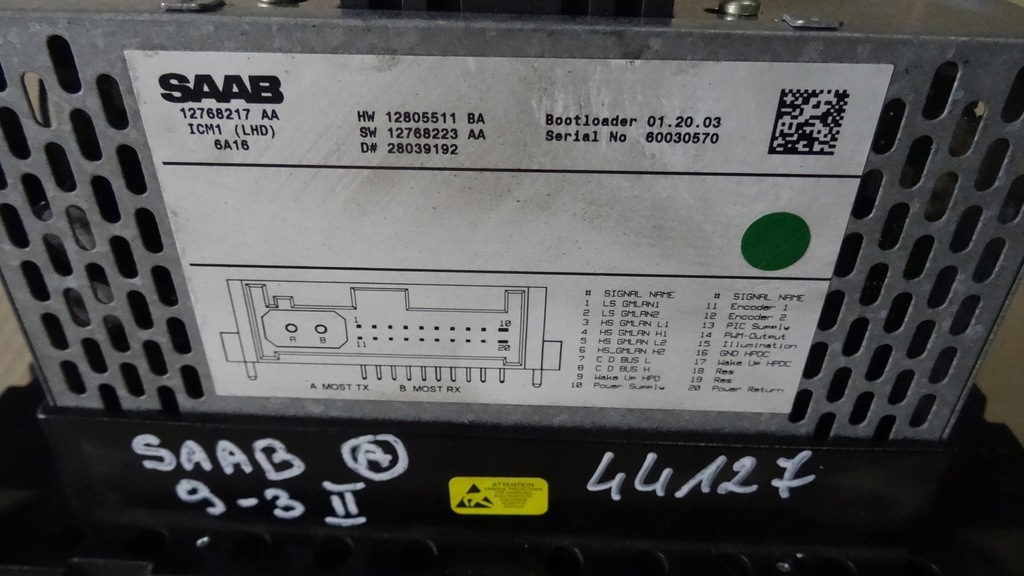 SAAB
12768217 AA
ICM1 (LHD)
6A16
HW 12805511 BA
SW 12768223 AA
D# 28039192
Bootloader 01.20.03
Serial No 60030570
1 10
11 20
A B
A MOST TX B MOST RX
# SIGNAL NAME
1 LS GMLAN1
2 LS GMLAN2
3 HS GMLAN L1
4 HS GMLAN H1
5 HS GMLAN L2
6 HS_GMLAN H2
7 C D BUS L
8 C D BUS H
9 Wake Up HPD
10 Power Supply
# SIGNAL NAME
11 Encoder 1
12 Encoder 2
13 PIC Supply
14 PWM-Output
15 Illumination
16 GND HPDC
17 Wake Up HPDC
18 Res
19 Res
20 Power Return
SAAB A
9-3 II
ATTENTION
44127